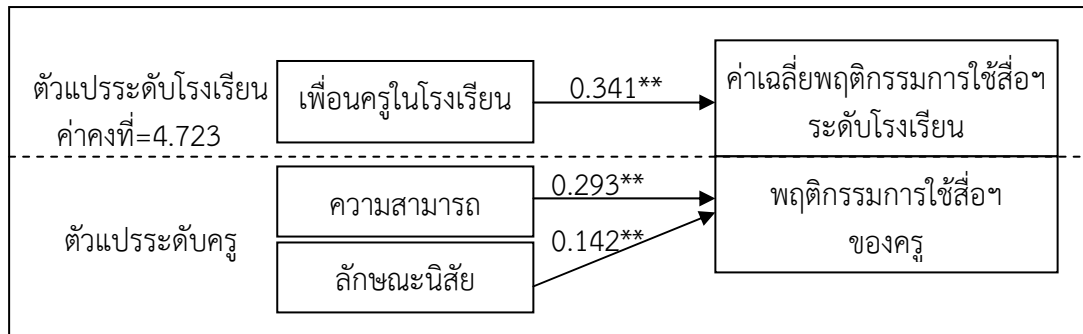 ตัวแปรระดับโรงเรียน
ค่าคงที่=4.723
เพื่อนครูในโรงเรียน
0.341**
ค่าเฉลี่ยพฤติกรรมการใช้สื่อฯ
ระดับโรงเรียน
ตัวแปรระดับครู
ความสามารถ
0.293**
ลักษณะนิสัย
0.142**
พฤติกรรมการใช้สื่อฯ
ของครู